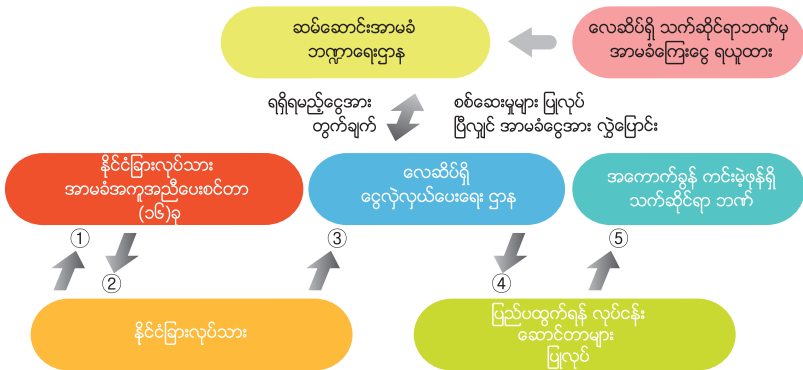 ဆမ်ဆောင်းအာမခံ
ဘဏ္ဍာရေးဌာန
လေဆိပ်ရှိ သက်ဆိုင်ရာဘဏ်မှ
အာမခံကြေးငွေ ရယူထား
ရရှိရမည့်ငွေအား
တွက်ချက်
စစ်ဆေးမှုများ ပြုလုပ်
ပြီးလျှင် အာမခံငွေအား လွှဲပြောင်း
နိုင်ငံခြားလုပ်သား
အာမခံအကူအညီပေးစင်တာ
(၁၆)ခု
လေဆိပ်ရှိ
ငွေလဲလှယ်ပေးရေး ဌာန
အကောက်ခွန် ကင်းမဲ့ဖုန်ရှိ
သက်ဆိုင်ရာ ဘဏ်
①
②
③
④
⑤
နိုင်ငံခြားလုပ်သား
ပြည်ပထွက်ရန် လုပ်ငန်း
ဆောင်တာများ
ပြုလုပ်